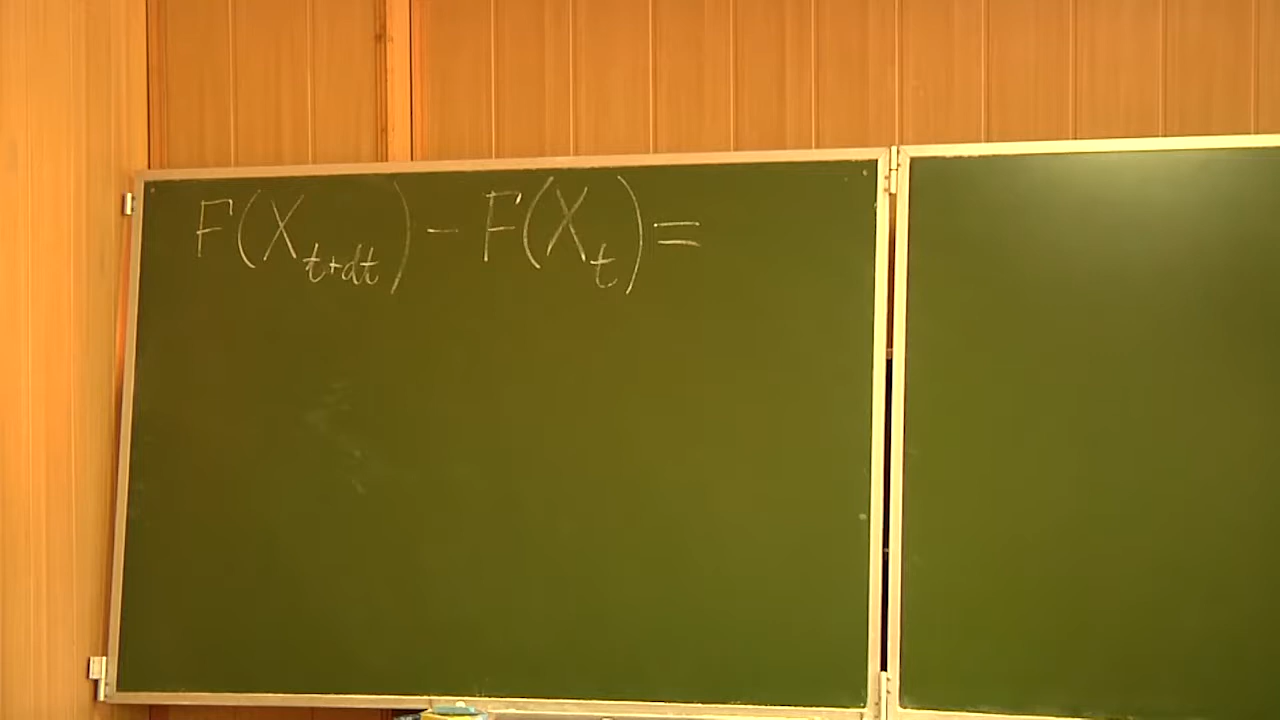 F(X_{t+dt}) - F(X_t) =